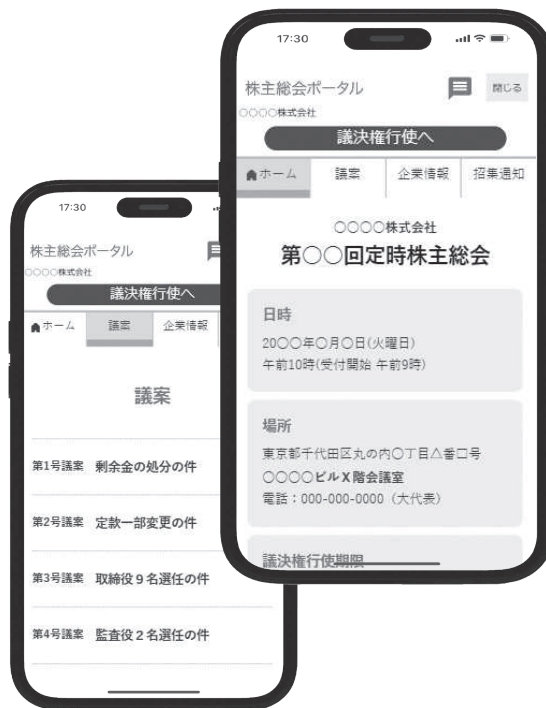 17:30
株主総会ポータル
閉じる
○○○○株式会社
議決権行使へ
ホーム 議案 企業情報 招集通知
○○○○株式会社
第○○回定時株主総会
日時
20○○年○月○日(火曜日)
午前10時(受付開始 午前9時)
場所
東京都千代田区丸の内○丁目△番□号
○○○○ビルX階会議室
電話:000-000-0000(大代表)
議決権行使期限
17:30
株主総会ポータル
○○○○株式会社
議決権行使へ
ホーム 議案 企業情報
議案
第1号議案 剰余金の処分の件
第2号議案 定款一部変更の件
第3号議案 取締役9名選任の件
第4号議案 監査役2名選任の件